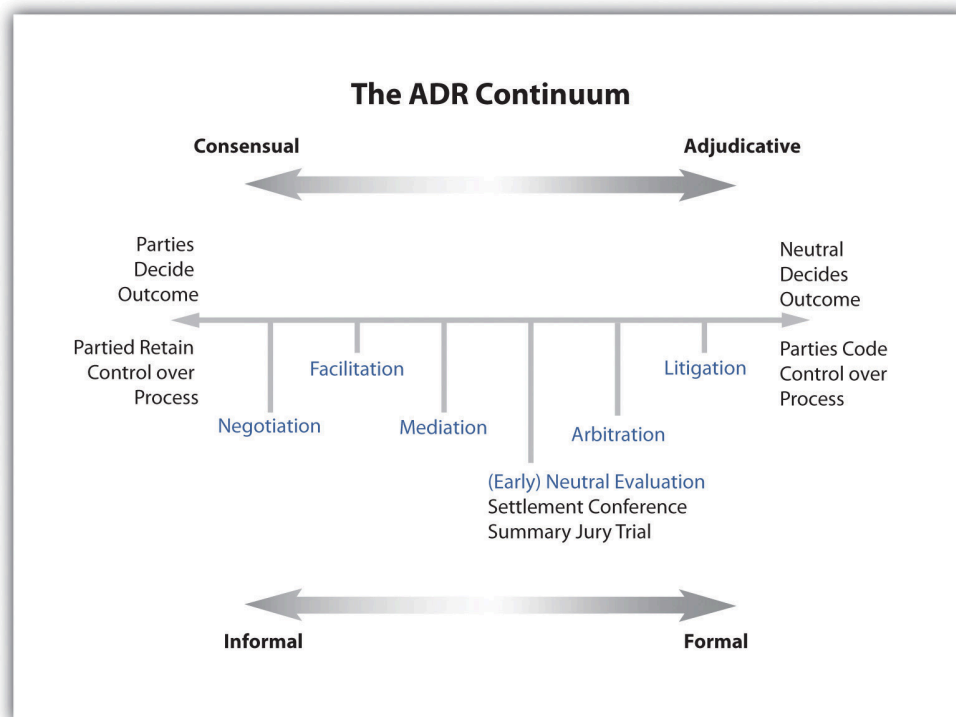 The ADR Continuum
Consensual
Adjudicative
Parties
Decide
Outcome
Neutral
Decides
Outcome
Partied Retain
Control over
Process
Parties Code
Control over
Process
Facilitation
Litigation
Negotiation
Mediation
Arbitration
(Early) Neutral Evaluation
Settlement Conference
Summary Jury Trial
Informal
Formal